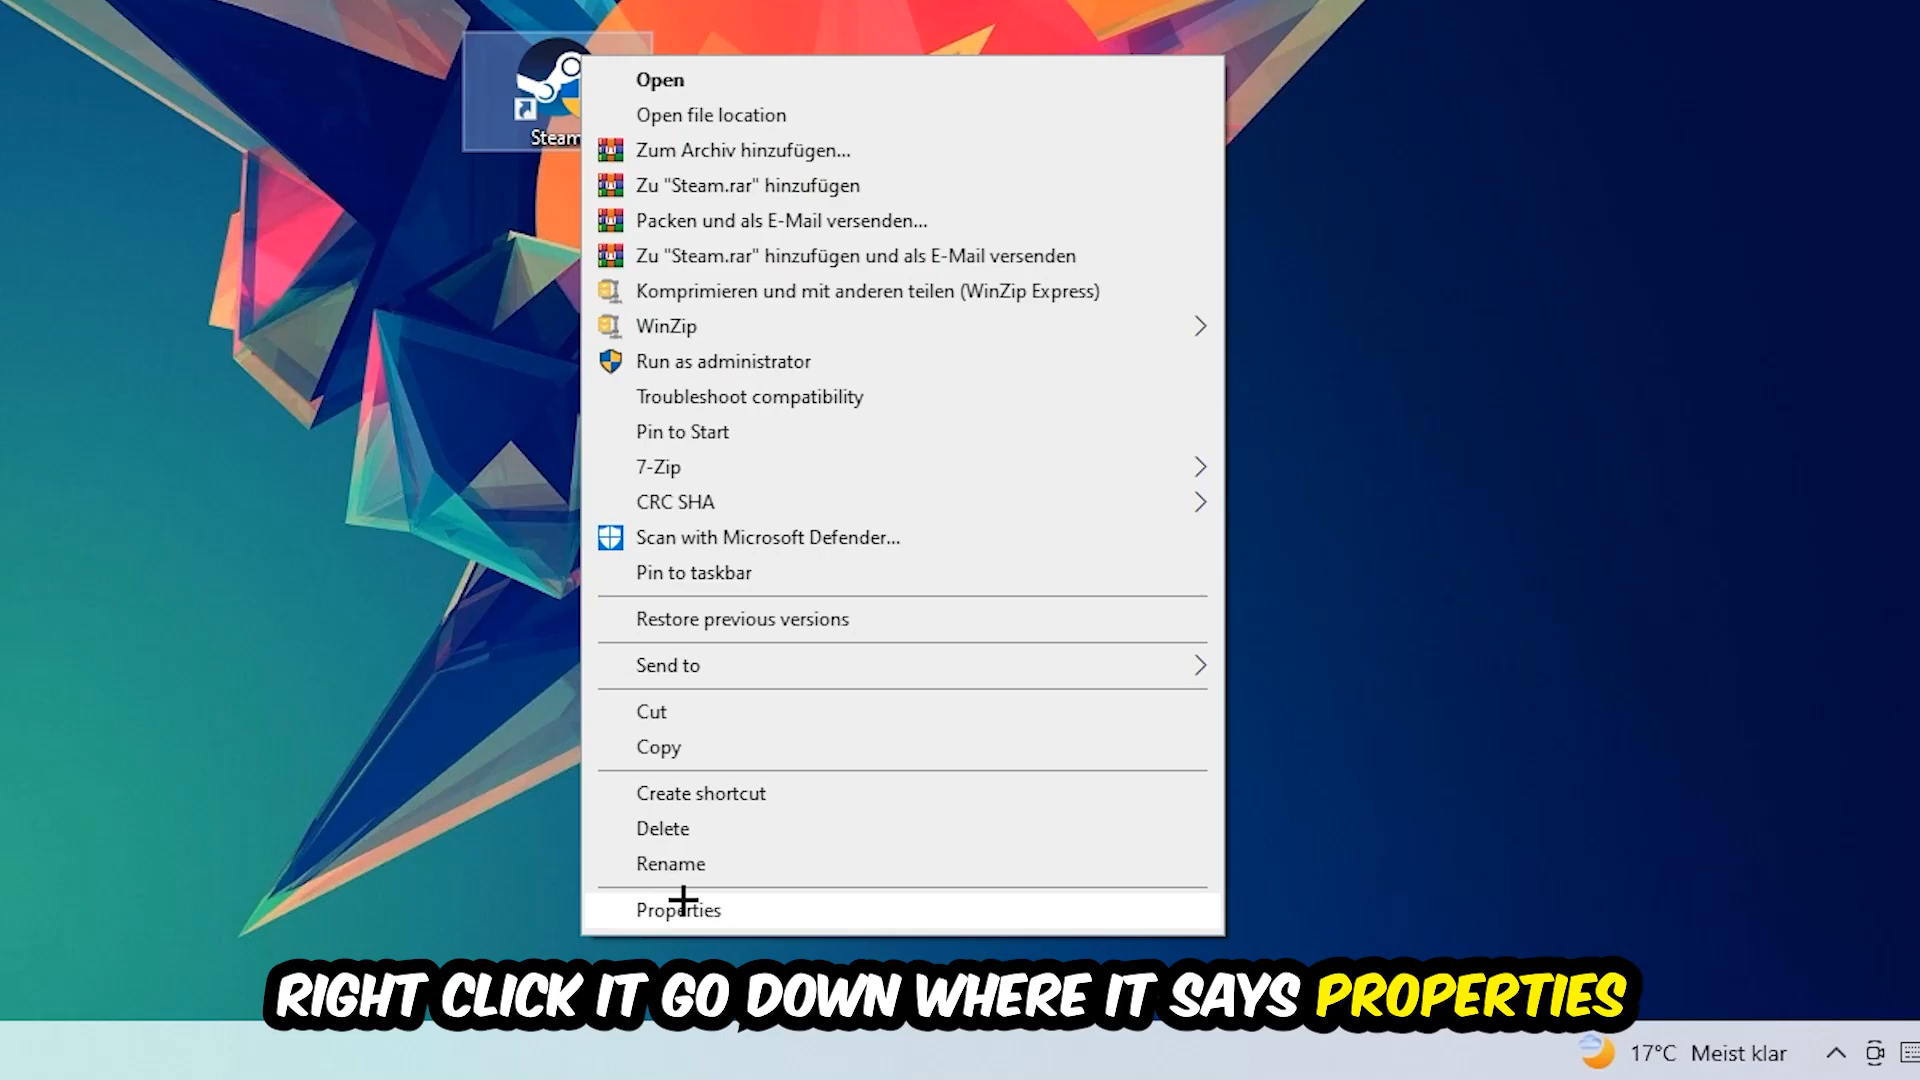 Steam
Open
Open file location
Zum Archiv hinzufügen...
Zu "Steam.rar" hinzufügen
Packen und als E-Mail versenden...
Zu "Steam.rar" hinzufügen und als E-Mail versenden
Komprimieren und mit anderen teilen (WinZip Express)
WinZip
Run as administrator
Troubleshoot compatibility
Pin to Start
7-Zip
CRC SHA
Scan with Microsoft Defender...
Pin to taskbar
Restore previous versions
Send to
Cut
Copy
Create shortcut
Delete
Rename
Properties
RIGHT CLICK IT GO DOWN WHERE IT SAYS PROPERTIES
17°C Meist klar